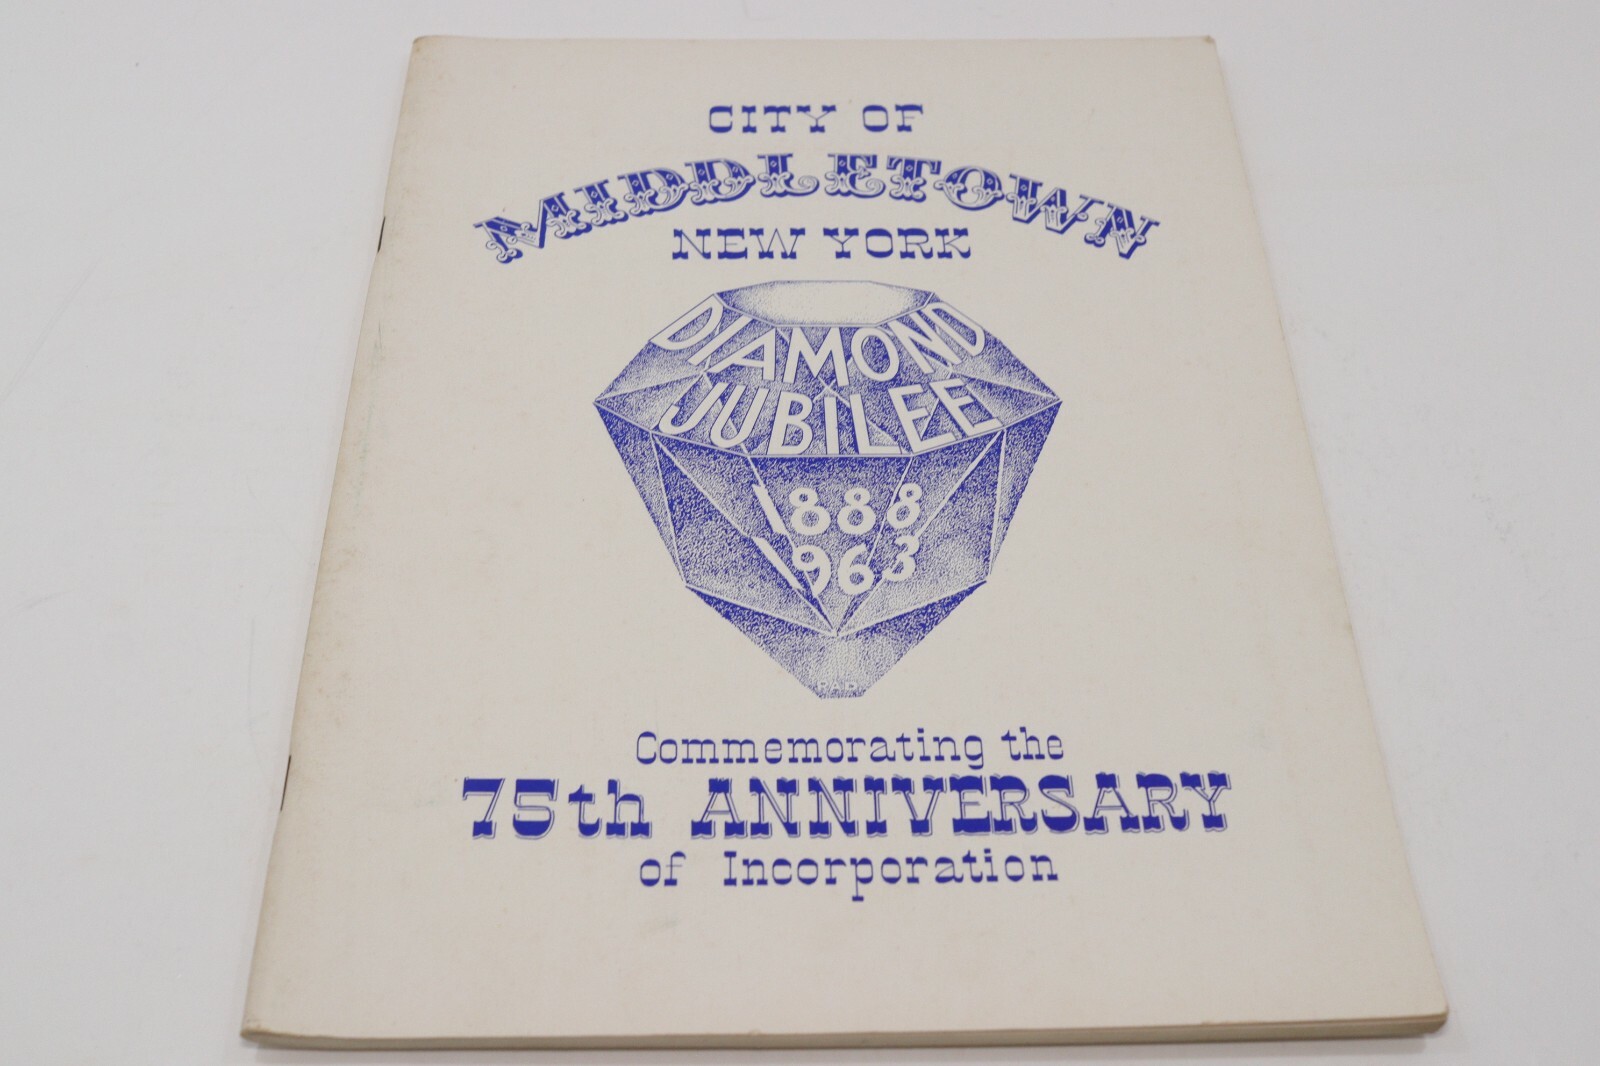 CITY OF
MIDDLETOWN
NEW YORK
DIAMOND
JUBILEE
1888
1963
Commemorating the
75th ANNIVERSARY
of Incorporation